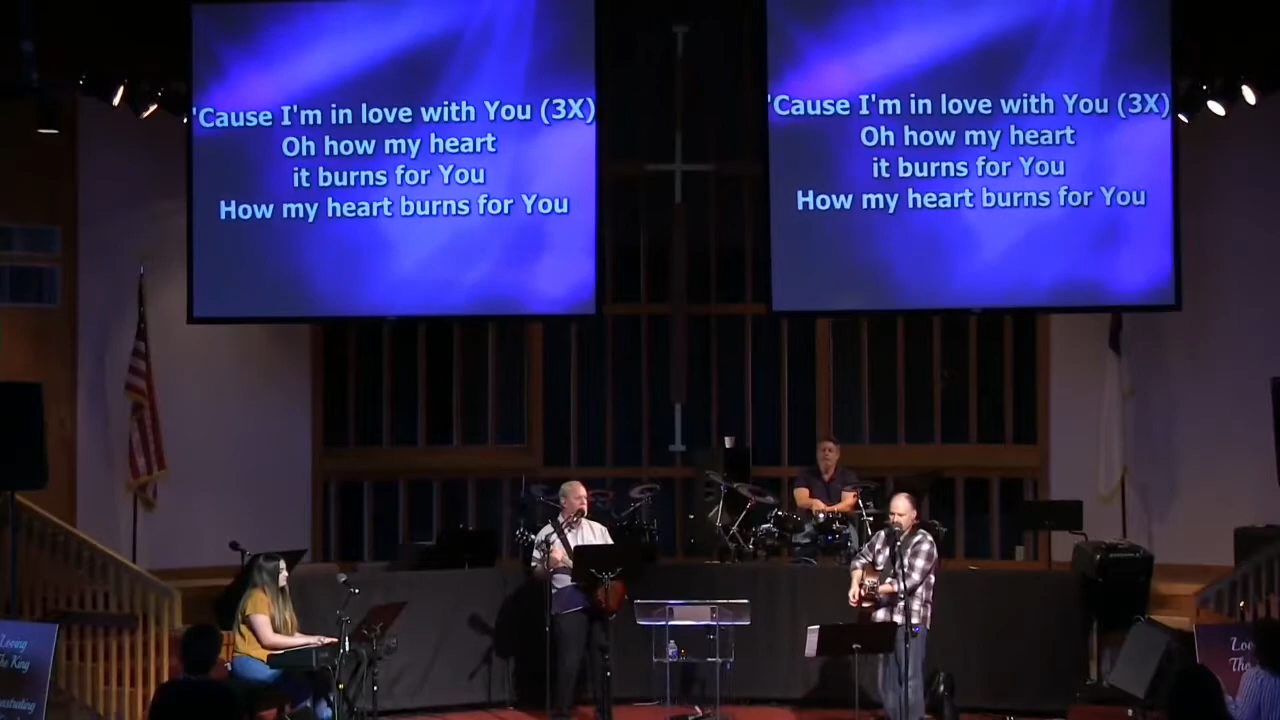 'Cause I'm in love with You (3X)
Oh how my heart
it burns for You
How my heart burns for You
'Cause I'm in love with You (3X)
Oh how my heart
it burns for You
How my heart burns for You
Loving
The King